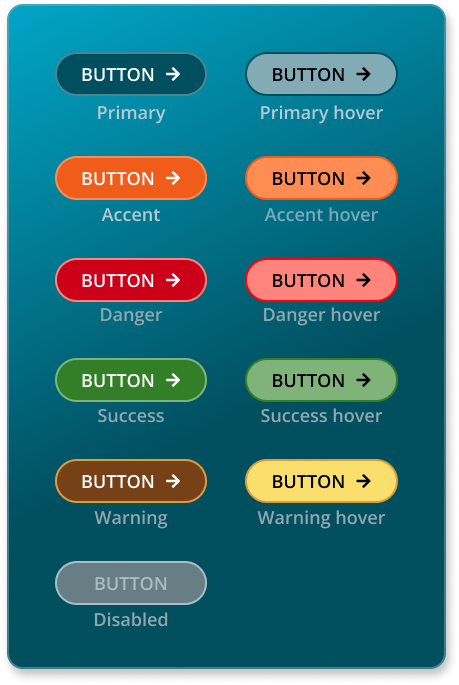 BUTTON BUTTON
Primary Primary hover
BUTTON BUTTON
Accent Accent hover
BUTTON BUTTON
Danger Danger hover
BUTTON BUTTON
Success Success hover
BUTTON BUTTON
Warning Warning hover
BUTTON
Disabled